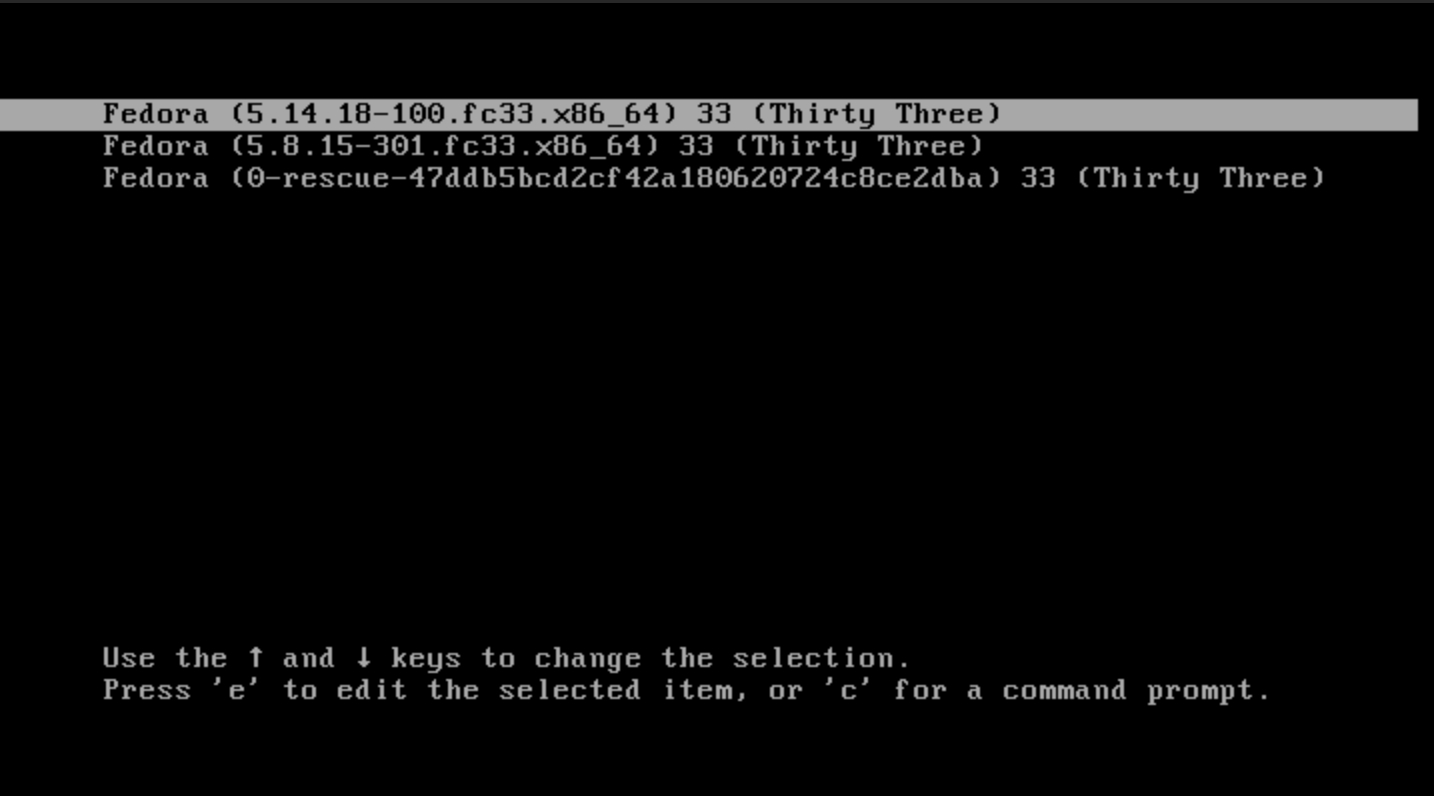 Fedora (5.14.18-100.fc33.x86_64) 33 (Thirty Three)
Fedora (5.8.15-301.fc33.x86_64) 33 (Thirty Three)
Fedora (0-rescue-47ddb5bcd2cf42a180620724c8ce2dba) 33 (Thirty Three)
Use the ↑ and ↓ keys to change the selection.
Press 'e' to edit the selected item, or 'c' for a command prompt.